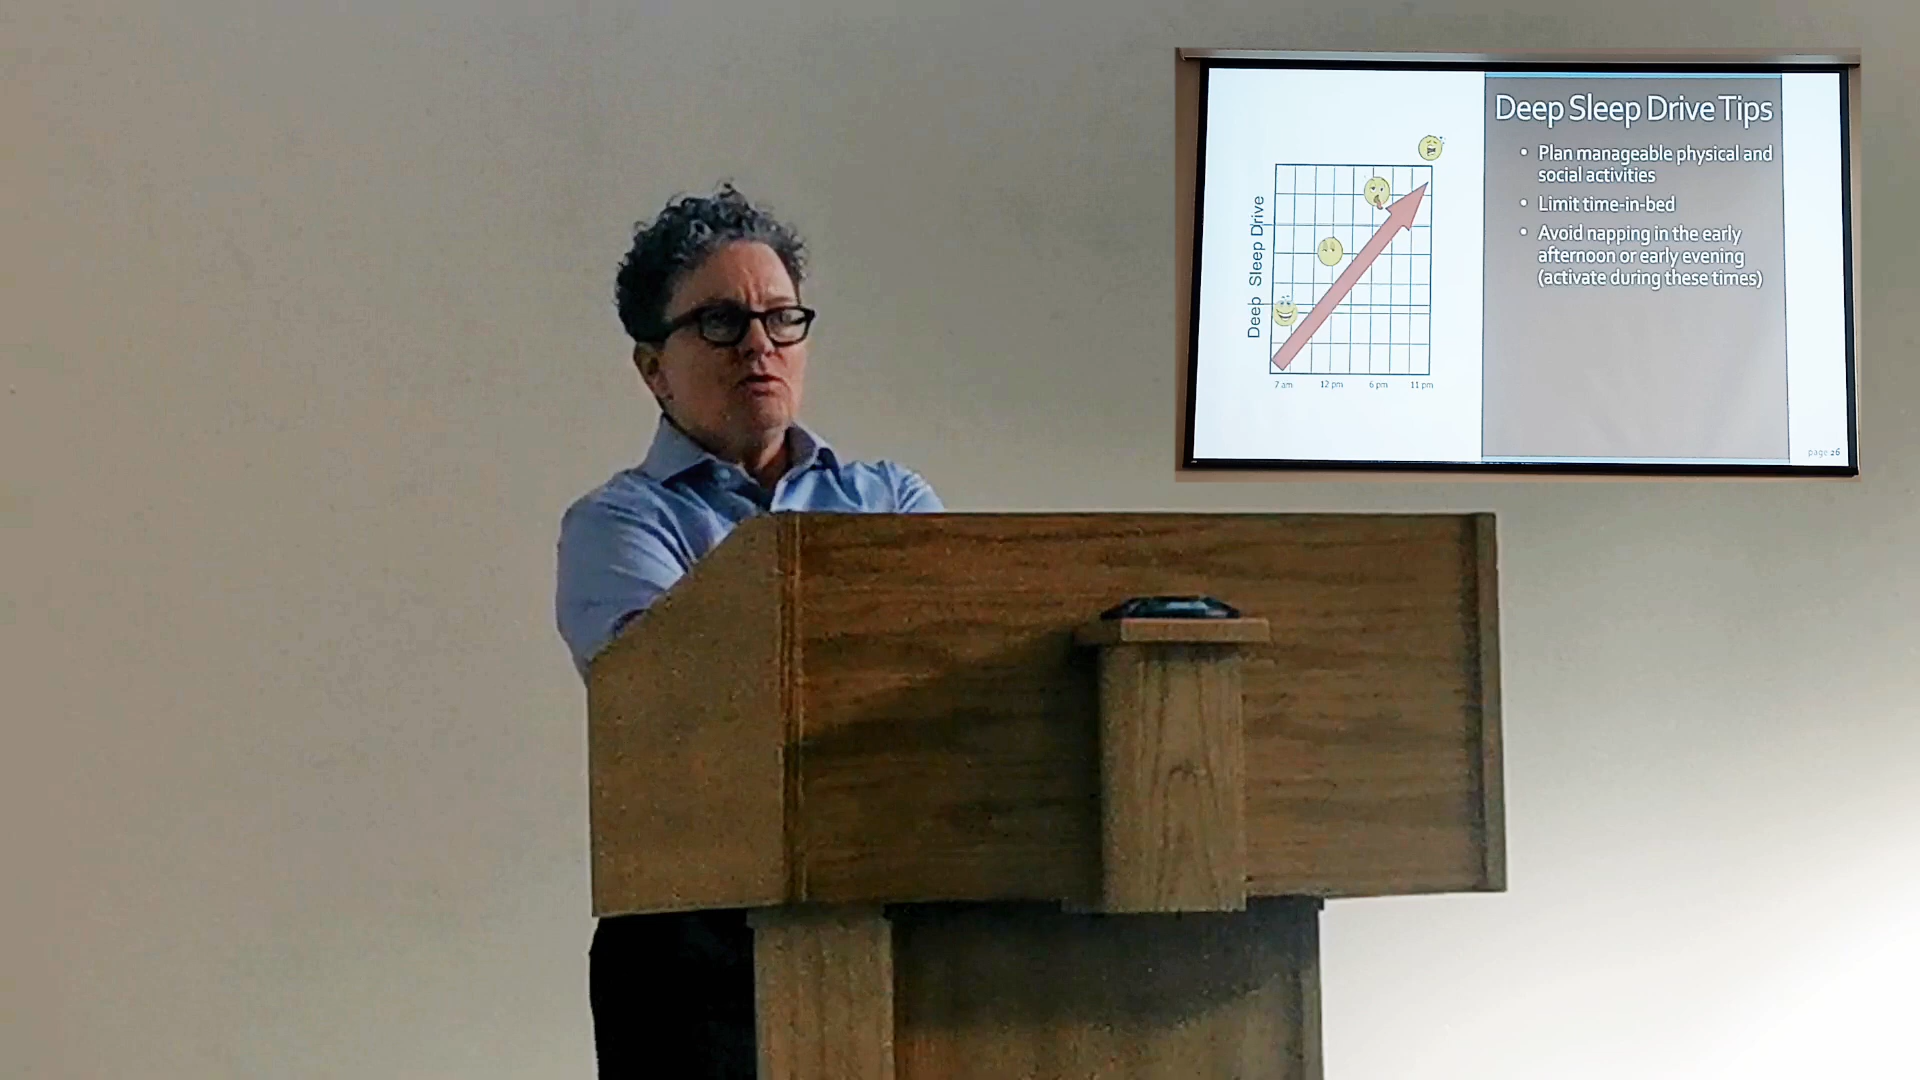 Deep Sleep Drive
7 am 12 pm 6 pm 11 pm
Deep Sleep Drive Tips
• Plan manageable physical and
social activities
• Limit time-in-bed
• Avoid napping in the early
afternoon or early evening
(activate during these times)
page 26